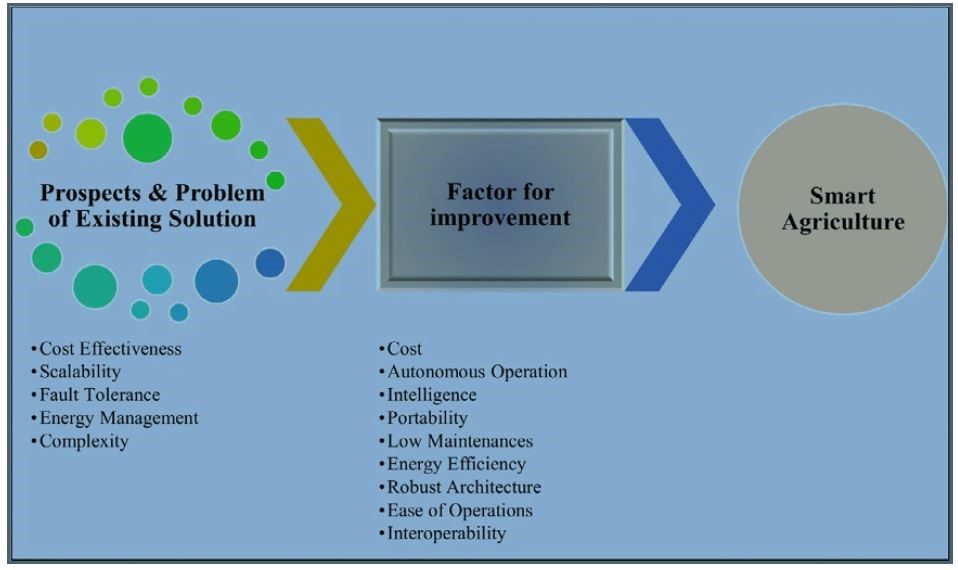 Prospects & Problem
of Existing Solution
• Cost Effectiveness
• Scalability
• Fault Tolerance
• Energy Management
• Complexity
Factor for
improvement
• Cost
• Autonomous Operation
• Intelligence
• Portability
• Low Maintenances
• Energy Efficiency
• Robust Architecture
• Ease of Operations
• Interoperability
Smart
Agriculture